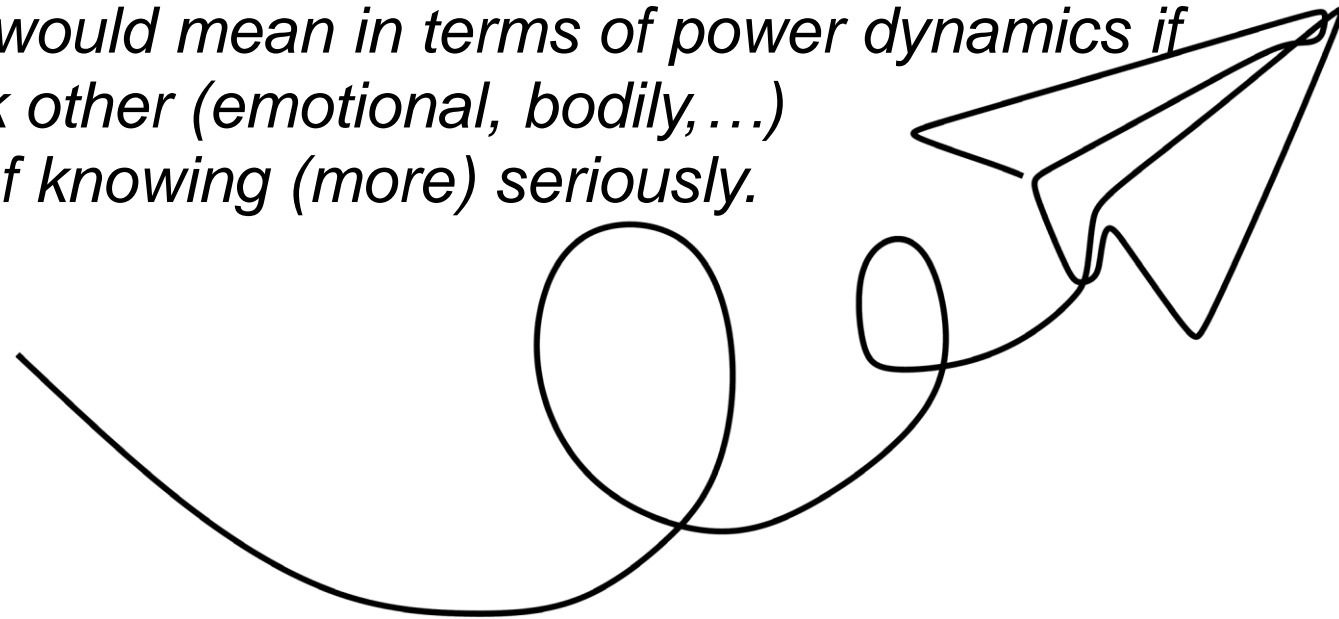 would mean in terms of power dynamics if
other (emotional, bodily,…)
knowing (more) seriously.